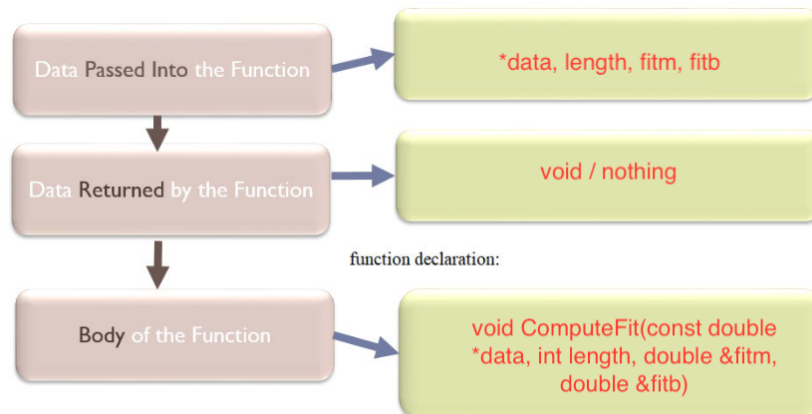 Data Passed Into the Function
*data, length, fitm, fitb
Data Returned by the Function
void / nothing
function declaration:
Body of the Function
void ComputeFit(const double
*data, int length, double &fitm,
double &fitb)